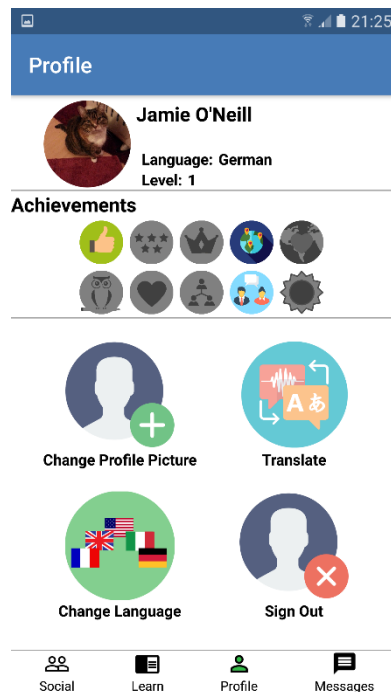 21:25
Profile
Jamie O'Neill
Language: German
Level: 1
Achievements
A あ
Change Profile Picture
Translate
Change Language
Sign Out
Social
Learn
Profile
Messages